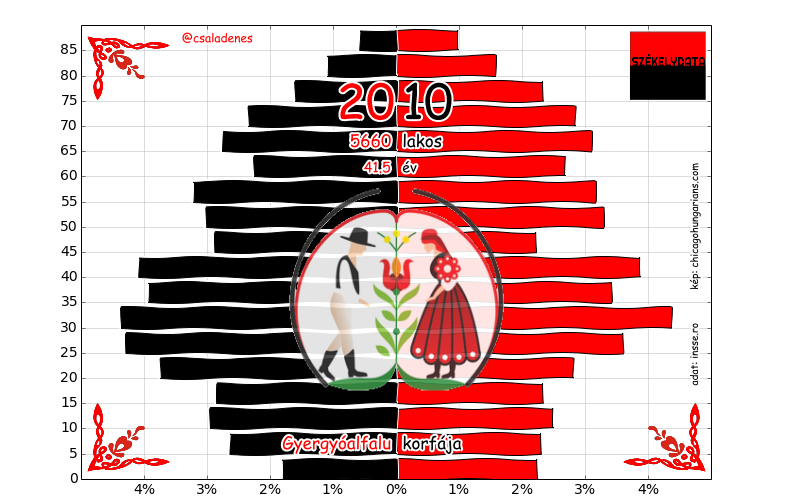 @csaladenes
SZÉKELYDATA
2010
5660 lakos
41,5 év
kép: chicagohungarians.com
adat: insse.ro
Gyergyóalfalu korfája
85
80
75
70
65
60
55
50
45
40
35
30
25
20
15
10
5
0
4% 3% 2% 1% 0% 1% 2% 3% 4%